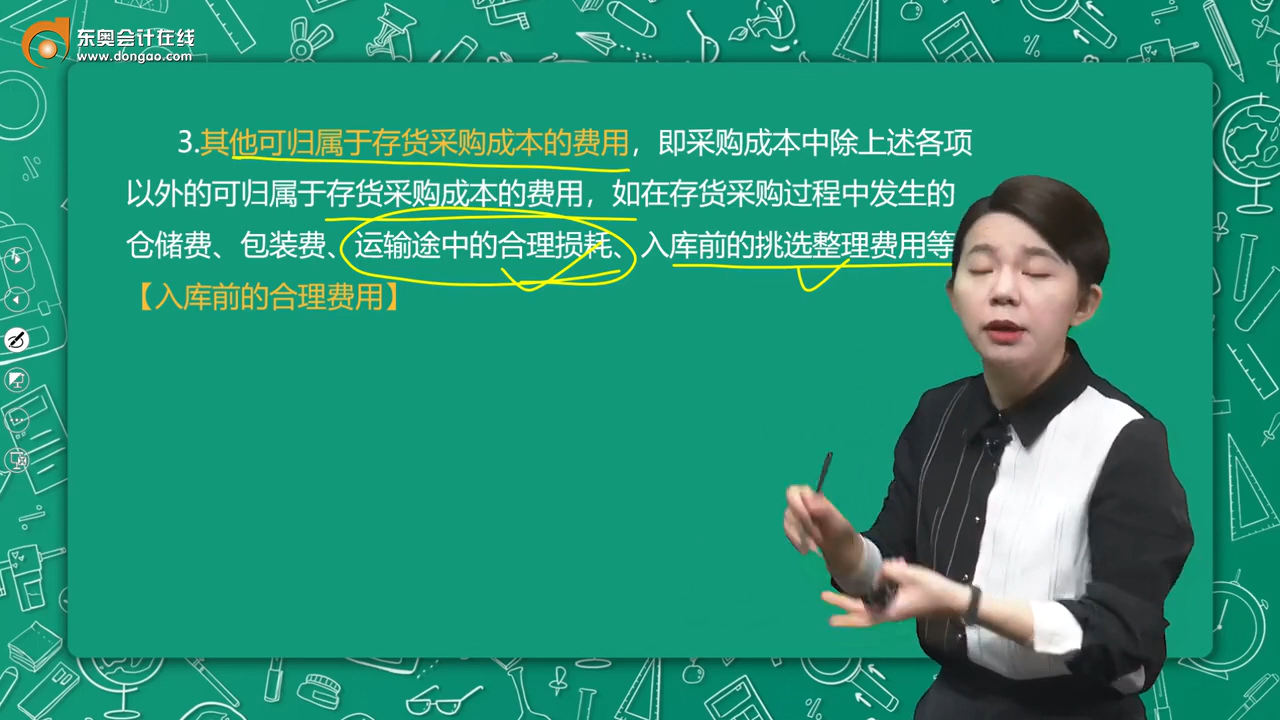 东奥会计在线
www.dongao.com
3.其他可归属于存货采购成本的费用，即采购成本中除上述各项
以外的可归属于存货采购成本的费用，如在存货采购过程中发生的
仓储费、包装费、运输途中的合理损耗、入库前的挑选整理费用等
【入库前的合理费用】